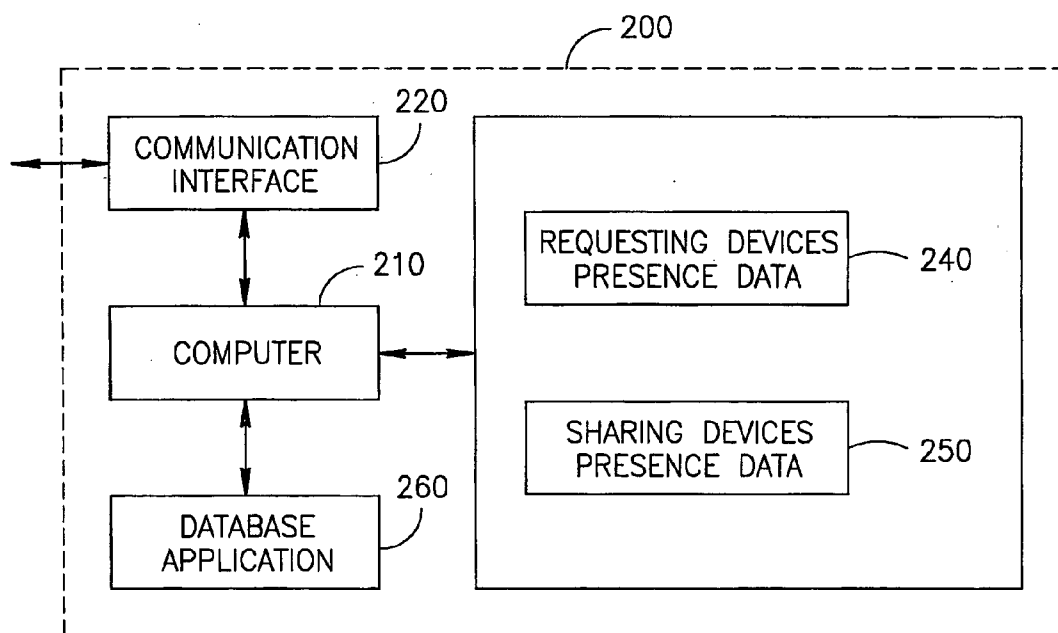 200
220
COMMUNICATION
INTERFACE
210
REQUESTING DEVICES
PRESENCE DATA
240
COMPUTER
SHARING DEVICES
PRESENCE DATA
250
260
DATABASE
APPLICATION